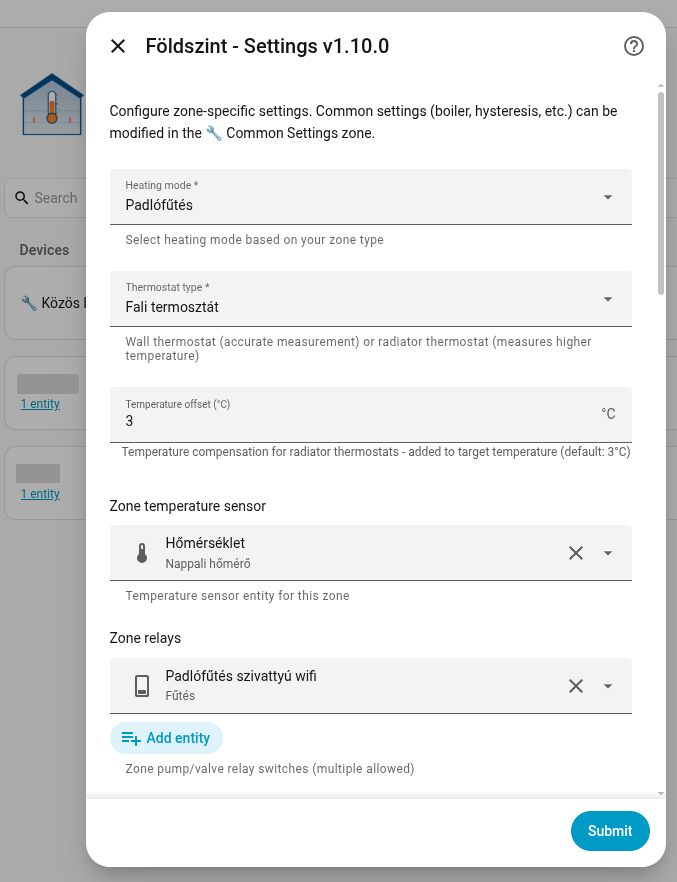 Földszint - Settings v1.10.0
Configure zone-specific settings. Common settings (boiler, hysteresis, etc.) can be
modified in the 🔧 Common Settings zone.
Heating mode *
Padlófűtés
Select heating mode based on your zone type
Thermostat type *
Fali termosztát
Wall thermostat (accurate measurement) or radiator thermostat (measures higher
temperature)
Temperature offset (°C)
3
°C
Temperature compensation for radiator thermostats - added to target temperature (default: 3°C)
Zone temperature sensor
Hőmérséklet
Nappali hőmérő
Temperature sensor entity for this zone
Zone relays
Padlófűtés szivattyú wifi
Fűtés
Add entity
Zone pump/valve relay switches (multiple allowed)
Submit
Search
Devices
🔧 Közös
1 entity
1 entity